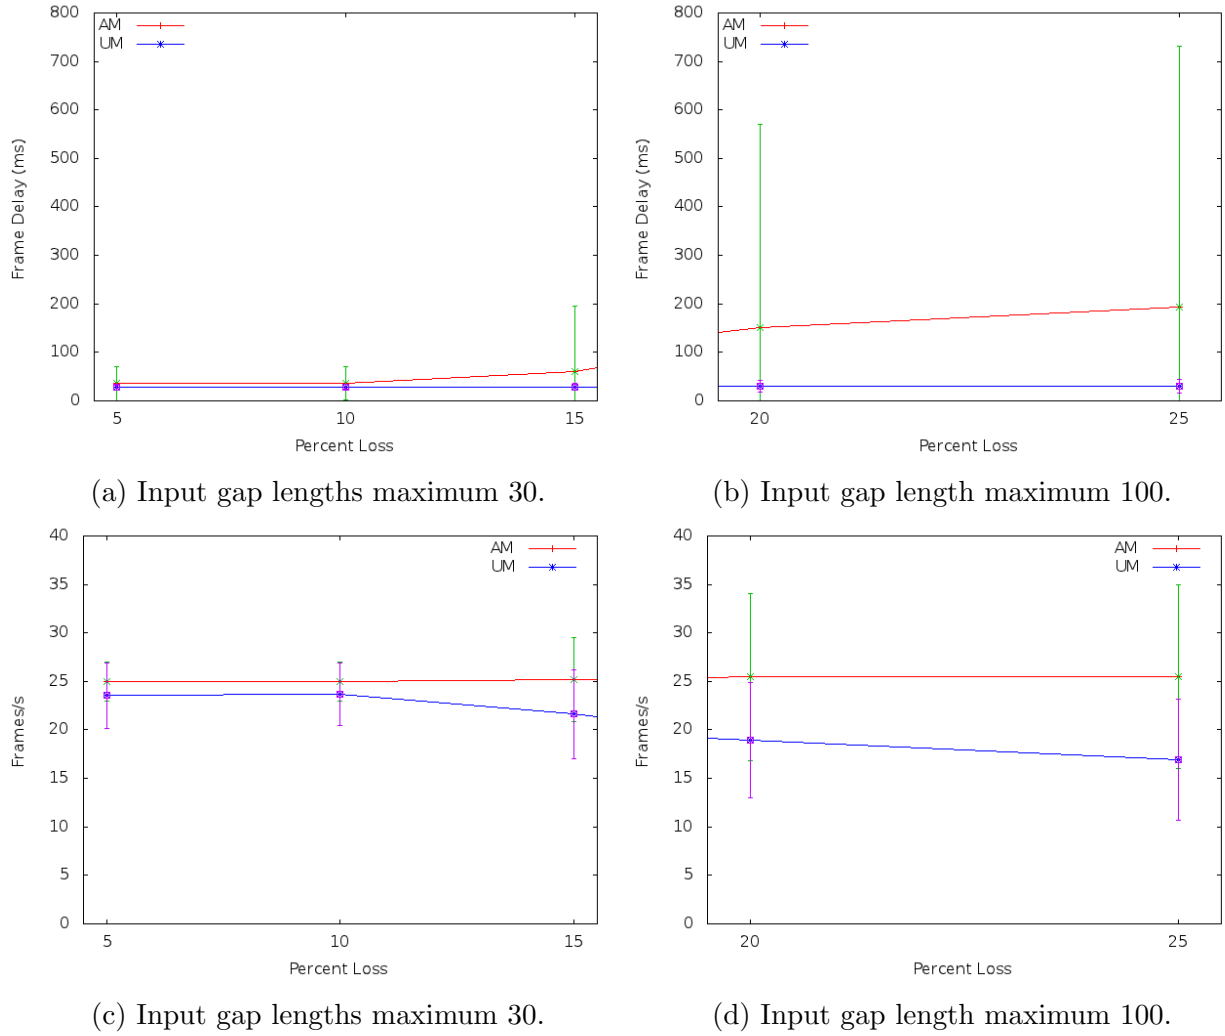 800
700
600
500
400
300
200
100
0
Frame Delay (ms)
AM
UM
5 10 15
Percent Loss
(a) Input gap lengths maximum 30.
800
700
600
500
400
300
200
100
0
Frame Delay (ms)
AM
UM
20 25
Percent Loss
(b) Input gap length maximum 100.
40
35
30
25
20
15
10
5
0
Frames/s
AM
UM
5 10 15
Percent Loss
(c) Input gap lengths maximum 30.
40
35
30
25
20
15
10
5
0
Frames/s
AM
UM
20 25
Percent Loss
(d) Input gap length maximum 100.